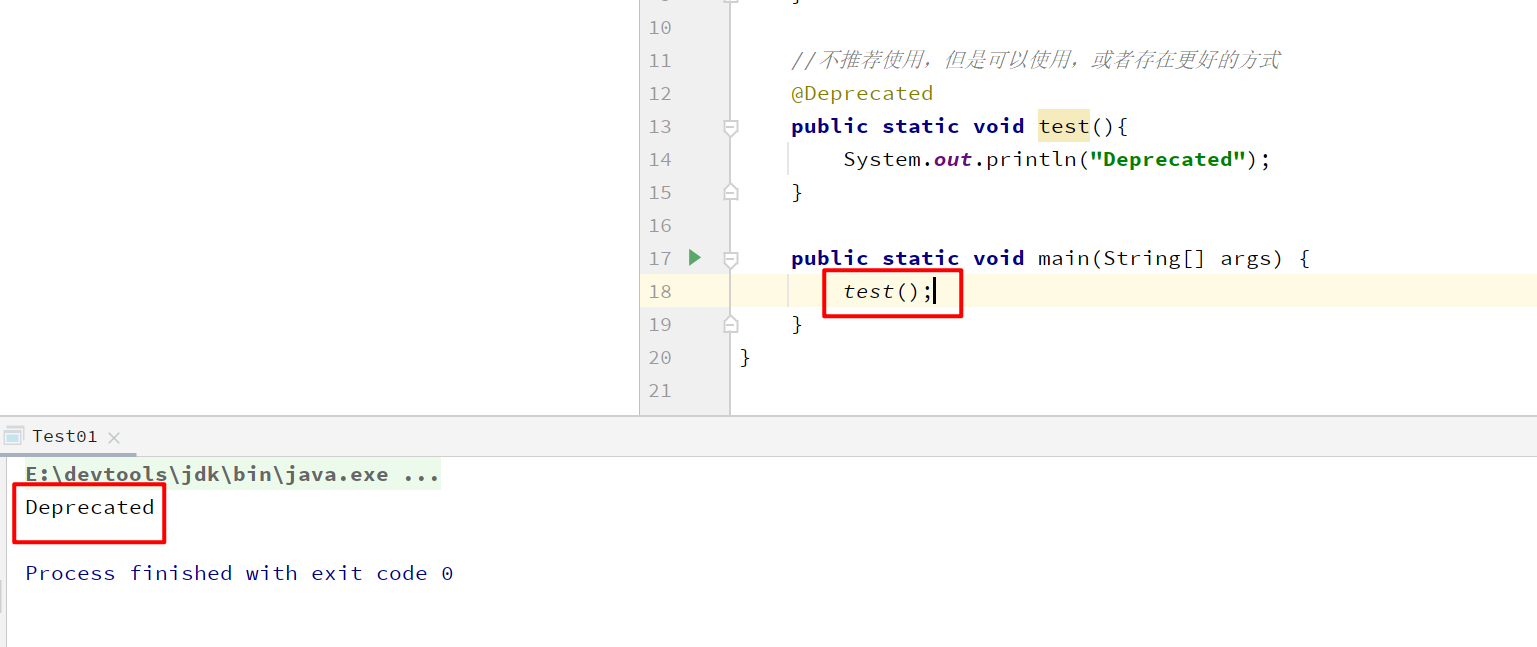 10
11 //不推荐使用，但是可以使用，或者存在更好的方式
12 @Deprecated
13 public static void test(){
14 System.out.println("Deprecated");
15 }
16
17 public static void main(String[] args) {
18 test();
19 }
20 }
21
Test01
E:\devtools\jdk\bin\java.exe ...
Deprecated
Process finished with exit code 0